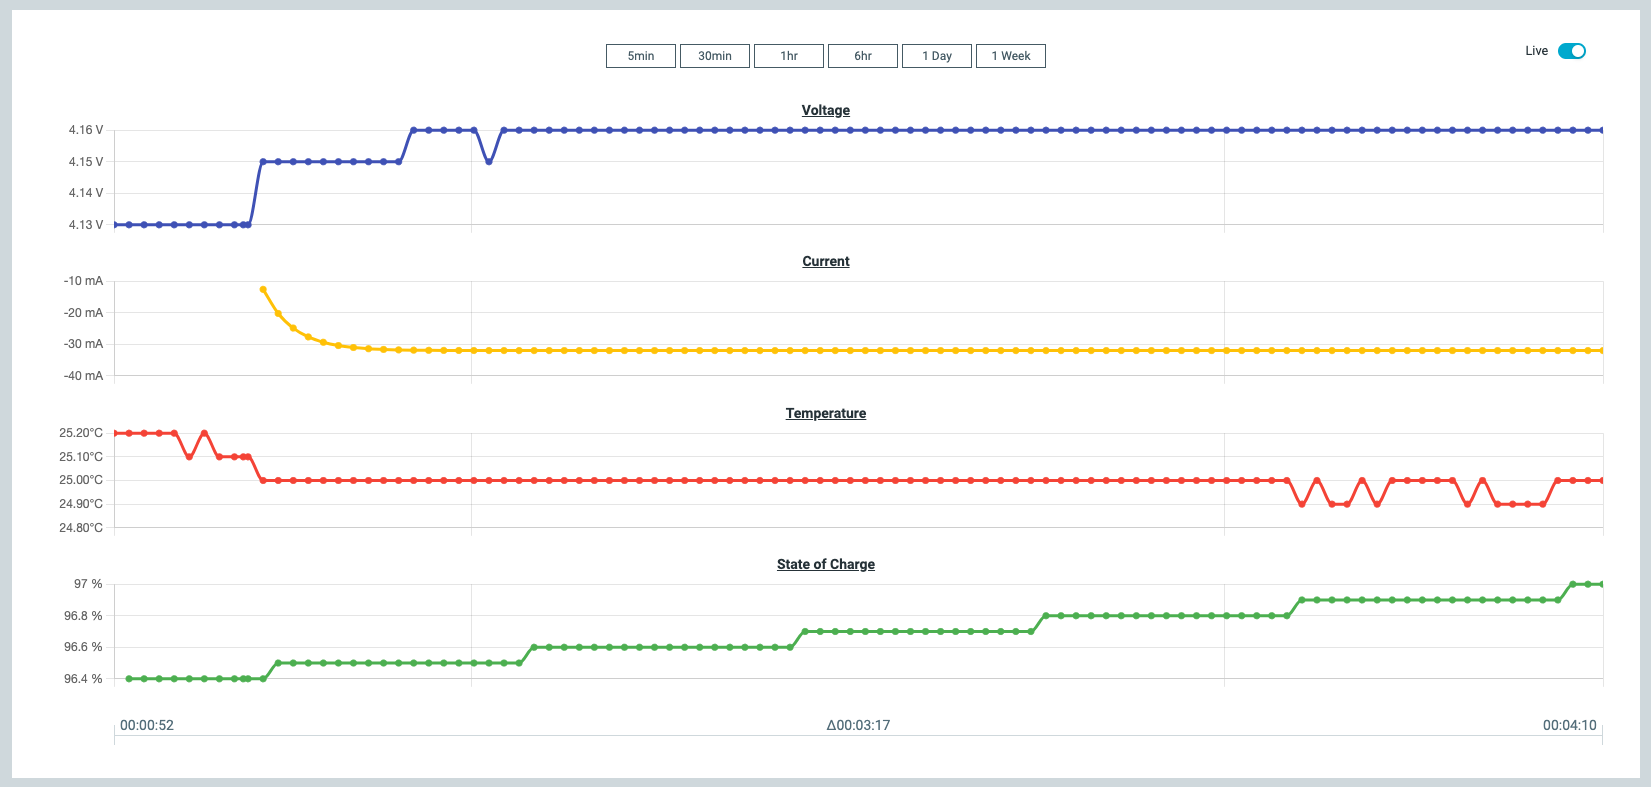 5min 30min 1hr 6hr 1 Day 1 Week Live
Voltage
4.16 V
4.15 V
4.14 V
4.13 V
Current
-10 mA
-20 mA
-30 mA
-40 mA
Temperature
25.20°C
25.10°C
25.00°C
24.90°C
24.80°C
State of Charge
97 %
96.8 %
96.6 %
96.4 %
00:00:52 Δ00:03:17 00:04:10